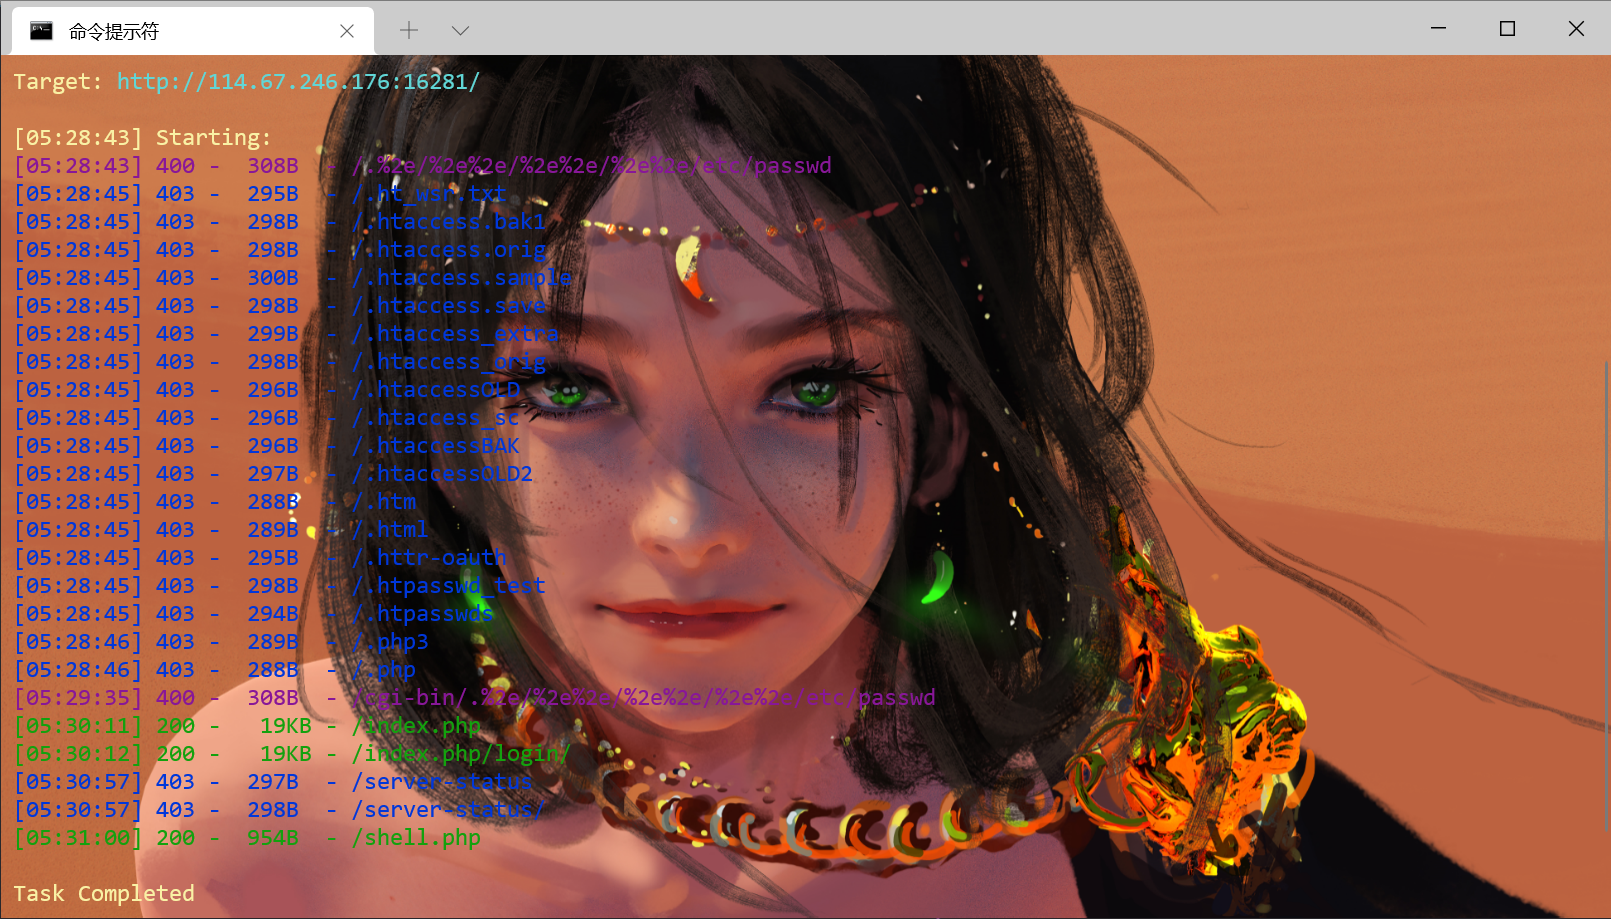 命令提示符
Target: http://114.67.246.176:16281/
[05:28:43] Starting:
[05:28:43] 400 -  308B  - /.%2e/%2e%2e/%2e%2e/%2e%2e/etc/passwd
[05:28:45] 403 -  295B  - /.ht_wsr.txt
[05:28:45] 403 -  298B  - /.htaccess.bak1
[05:28:45] 403 -  298B  - /.htaccess.orig
[05:28:45] 403 -  300B  - /.htaccess.sample
[05:28:45] 403 -  298B  - /.htaccess.save
[05:28:45] 403 -  299B  - /.htaccess_extra
[05:28:45] 403 -  298B  - /.htaccess_orig
[05:28:45] 403 -  296B  - /.htaccessOLD
[05:28:45] 403 -  296B  - /.htaccess_sc
[05:28:45] 403 -  296B  - /.htaccessBAK
[05:28:45] 403 -  297B  - /.htaccessOLD2
[05:28:45] 403 -  288B  - /.htm
[05:28:45] 403 -  289B  - /.html
[05:28:45] 403 -  295B  - /.httr-oauth
[05:28:45] 403 -  298B  - /.htpasswd_test
[05:28:45] 403 -  294B  - /.htpasswds
[05:28:46] 403 -  289B  - /.php3
[05:28:46] 403 -  288B  - /.php
[05:29:35] 400 -  308B  - /cgi-bin/.%2e/%2e%2e/%2e%2e/%2e%2e/etc/passwd
[05:30:11] 200 -   19KB - /index.php
[05:30:12] 200 -   19KB - /index.php/login/
[05:30:57] 403 -  297B  - /server-status
[05:30:57] 403 -  298B  - /server-status/
[05:31:00] 200 -  954B  - /shell.php
Task Completed